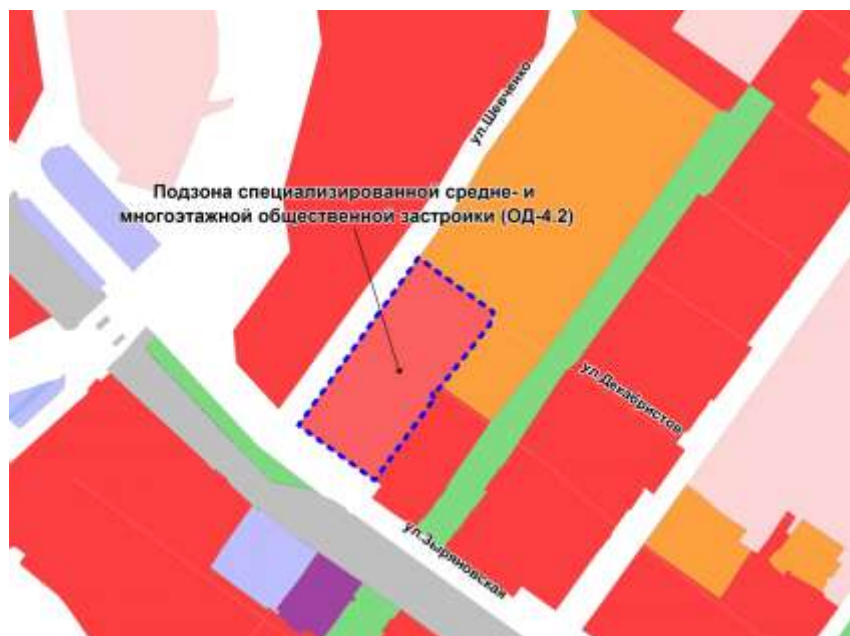 ул.Шевченко
Подзона специализированной средне- и
многоэтажной общественной застройки (ОД-4.2)
ул.Декабристов
ул.Зыряновская